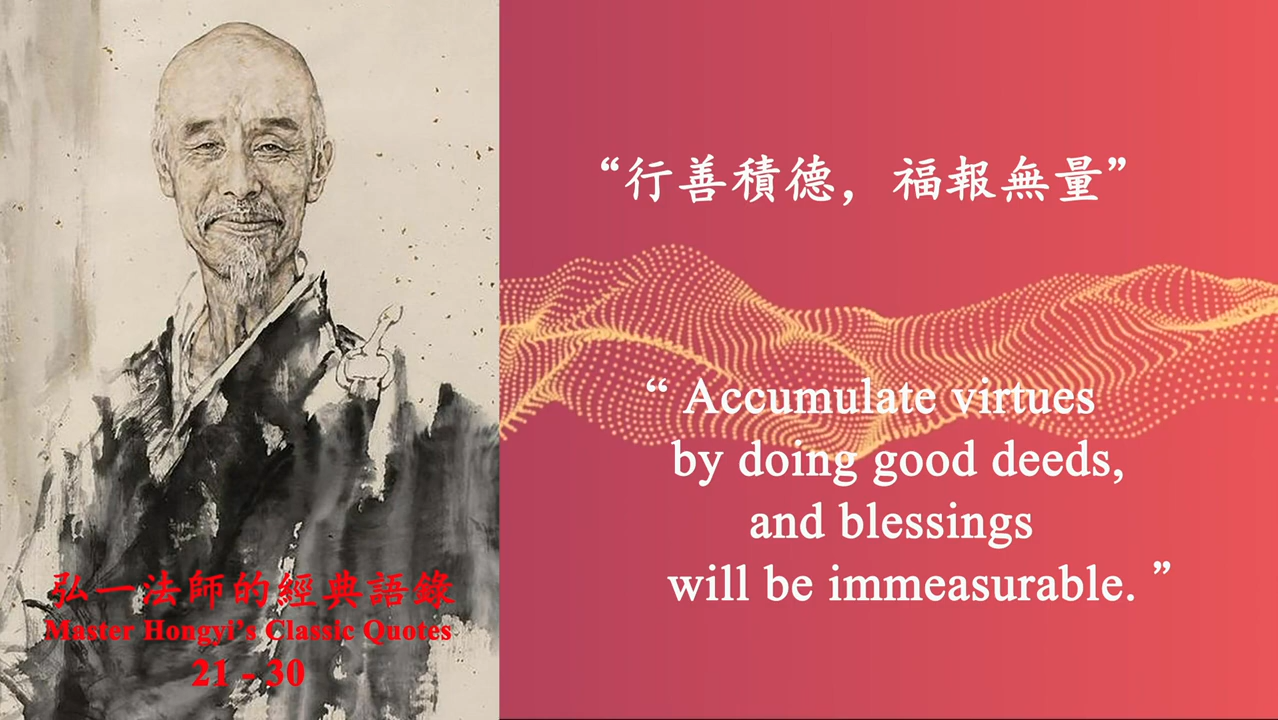 弘一法師的經典語錄
Master Hongyi's Classic Quotes
21 - 30
“行善積德，福報無量”
“ Accumulate virtues
by doing good deeds,
and blessings
will be immeasurable. ”